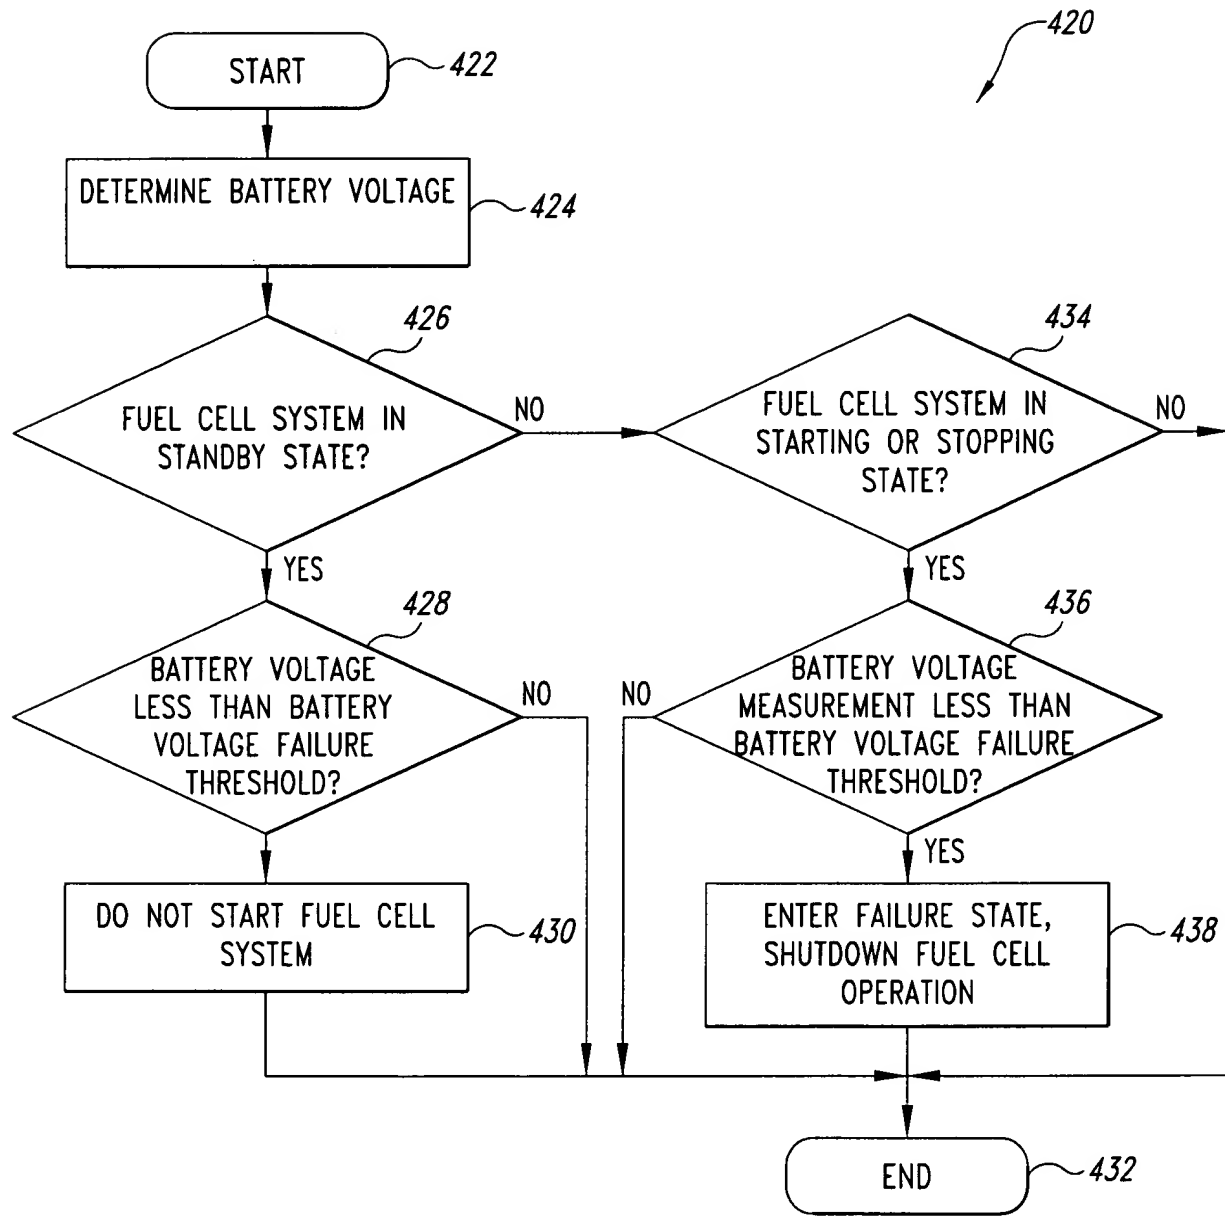 420
START
422
DETERMINE BATTERY VOLTAGE
424
426
FUEL CELL SYSTEM IN
STANDBY STATE?
NO
434
FUEL CELL SYSTEM IN
STARTING OR STOPPING
STATE?
NO
YES
YES
428
BATTERY VOLTAGE
LESS THAN BATTERY
VOLTAGE FAILURE
THRESHOLD?
NO
436
NO
BATTERY VOLTAGE
MEASUREMENT LESS THAN
BATTERY VOLTAGE FAILURE
THRESHOLD?
YES
DO NOT START FUEL CELL
SYSTEM
430
ENTER FAILURE STATE,
SHUTDOWN FUEL CELL
OPERATION
438
END
432